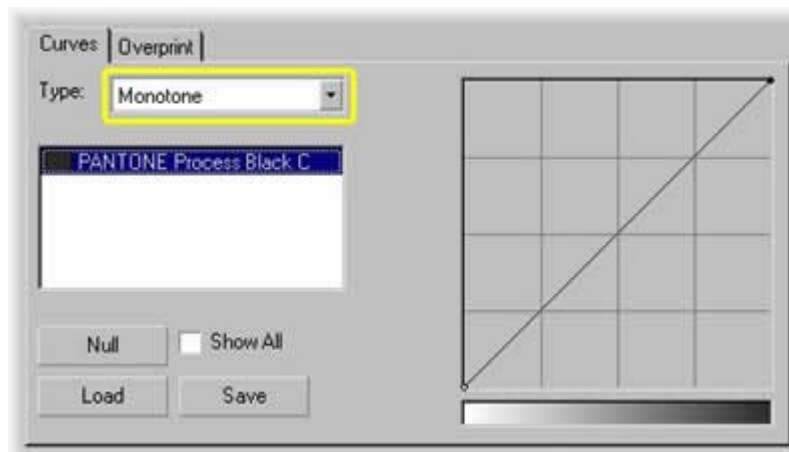 Curves Overprint
Type: Monotone
PANTONE Process Black C
Null Show All
Load Save